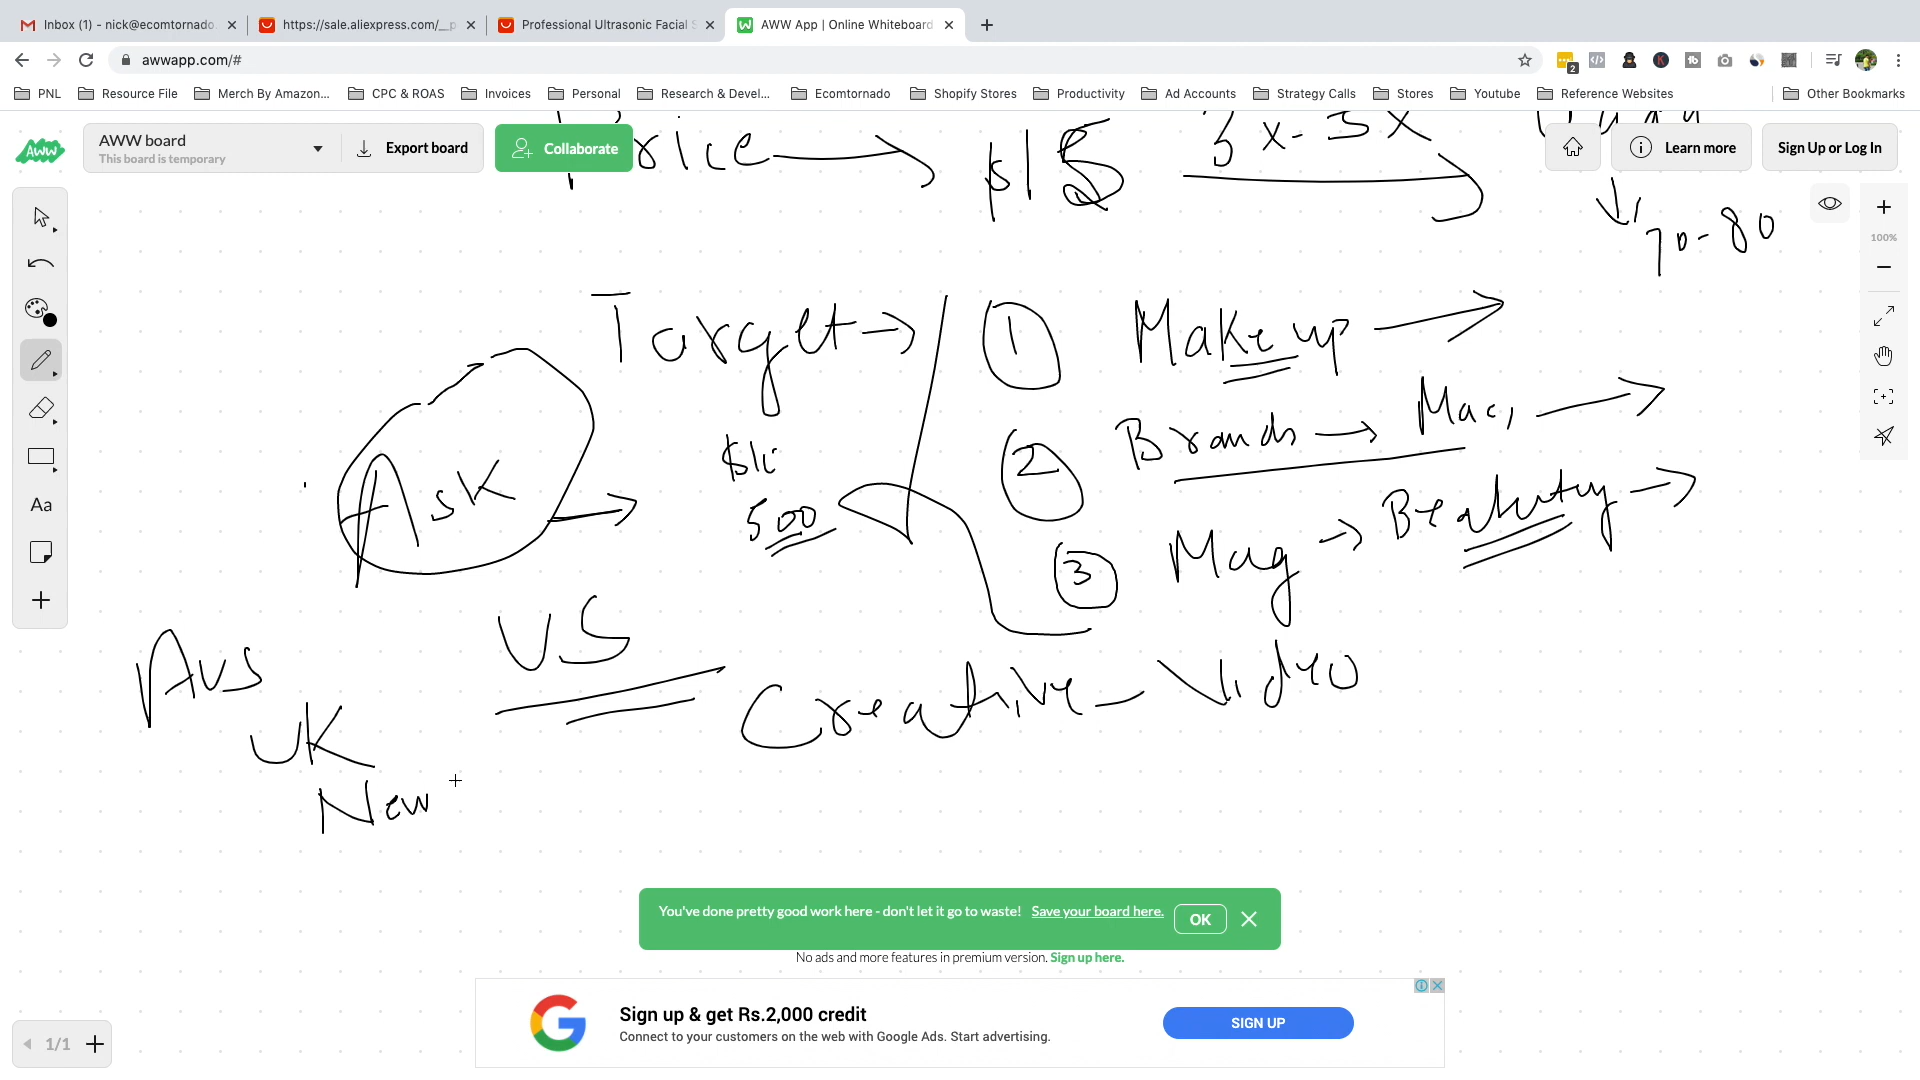 Inbox (1) - nick@ecomtornado.
https://sale.aliexpress.com/__p
Professional Ultrasonic Facial S
AWW App | Online Whiteboard
awwapp.com/#
2
PNL
Resource File
Merch By Amazon...
CPC & ROAS
Invoices
Personal
Research & Devel...
Ecomtornado
Shopify Stores
Productivity
Ad Accounts
Strategy Calls
Stores
Youtube
Reference Websites
Other Bookmarks
AWW
AWW board
This board is temporary
Export board
Collaborate
Learn more
Sign Up or Log In
100%
Aa
Price
3x-5x
70-80
Target
1 Makeup
2 Brands Mac,
3 Mag
Ask
500
US
Aus
UK
New
Creative - Video
You've done pretty good work here - don't let it go to waste! Save your board here. OK
No ads and more features in premium version. Sign up here.
G
Sign up & get Rs.2,000 credit
Connect to your customers on the web with Google Ads. Start advertising.
SIGN UP
1/1